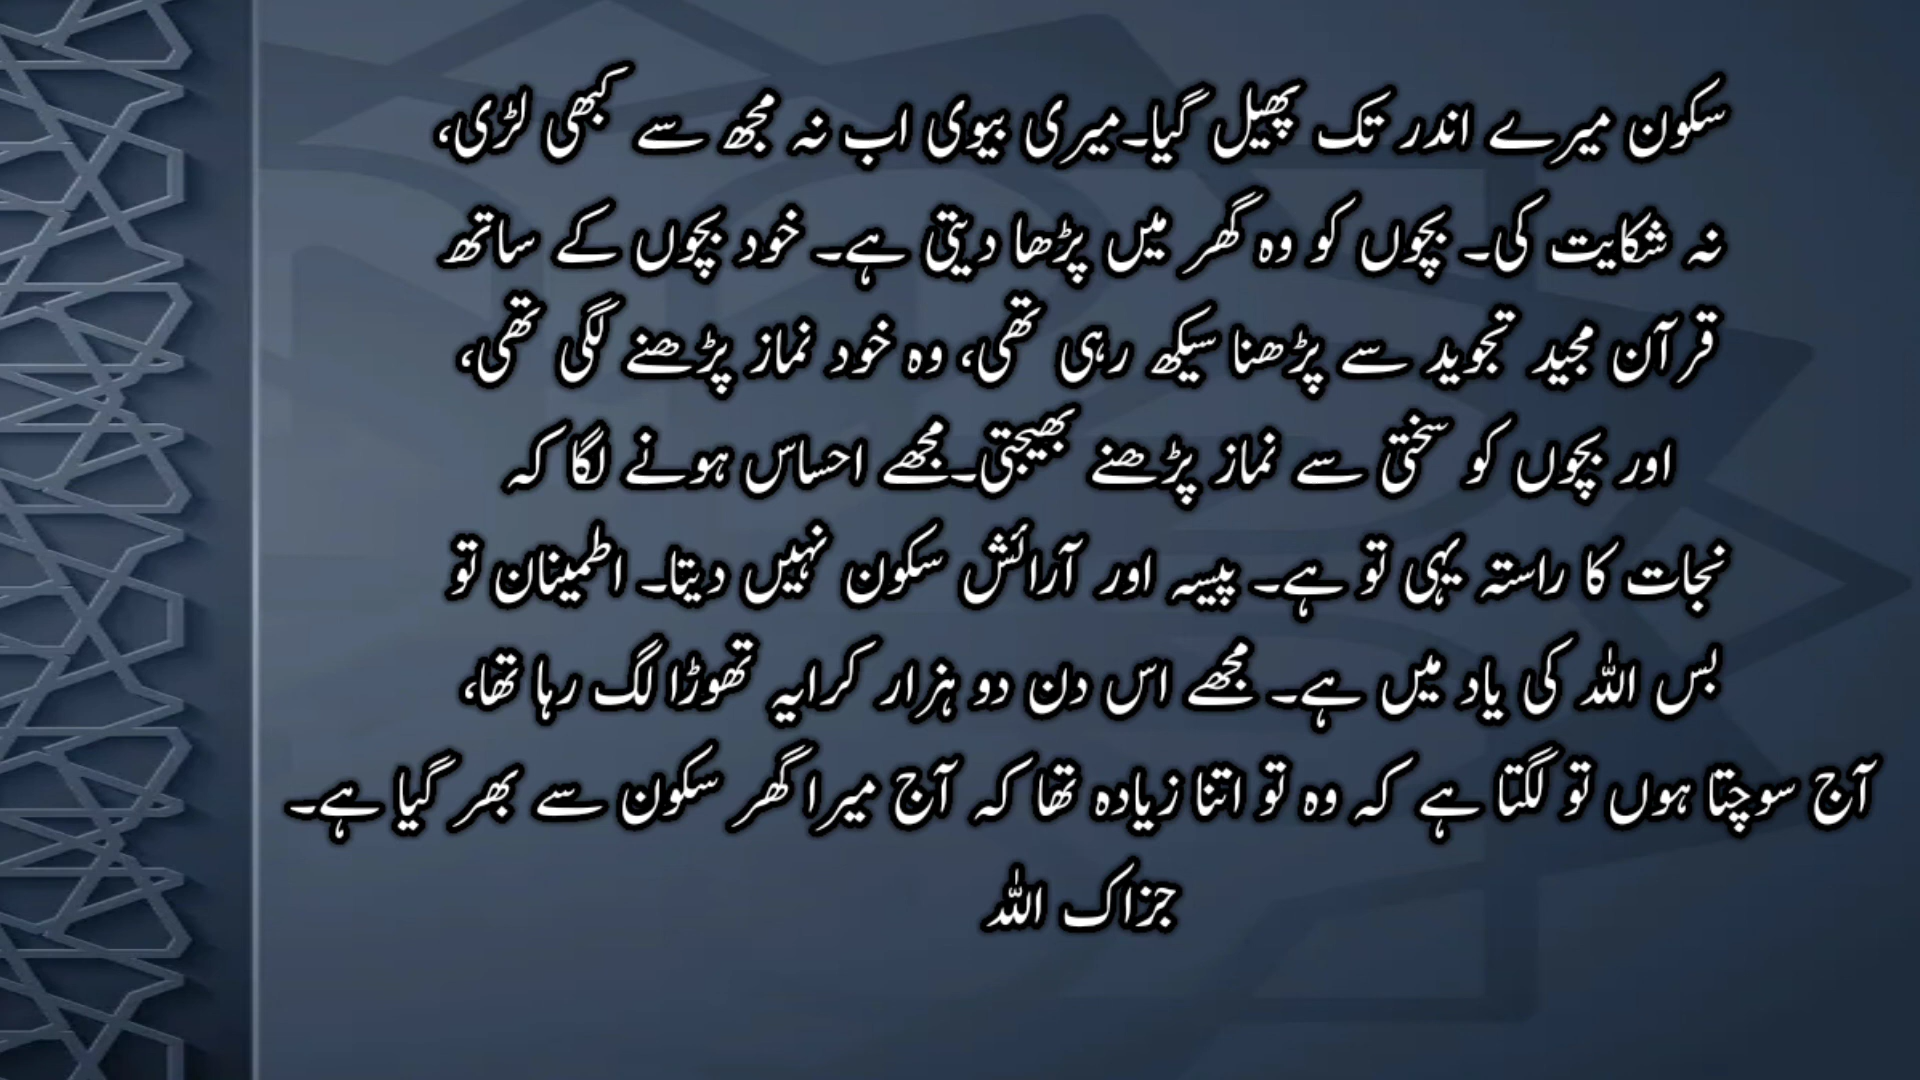 سکون میرے اندر تک پھیل گیا۔میری بیوی اب نہ مجھ سے کبھی لڑی،
نہ شکایت کی۔ بچوں کو وہ گھر میں پڑھا دیتی ہے۔ خود بچوں کے ساتھ
قرآن مجید تجوید سے پڑھنا سیکھ رہی تھی، وہ خود نماز پڑھنے لگی تھی،
اور بچوں کو سختی سے نماز پڑھنے بھیجتی۔مجھے احساس ہونے لگا کہ
نجات کا راستہ یہی تو ہے۔ پیسہ اور آرائش سکون نہیں دیتا۔ اطمینان تو
بس اللہ کی یاد میں ہے۔ مجھے اس دن دو ہزار کرایہ تھوڑا لگ رہا تھا،
آج سوچتا ہوں تو لگتا ہے کہ وہ تو اتنا زیادہ تھا کہ آج میرا گھر سکون سے بھر گیا ہے۔
جزاک اللہ